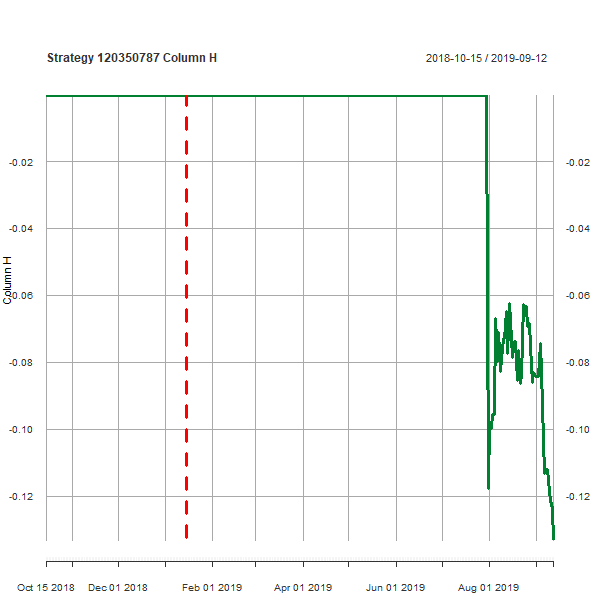 Strategy 120350787 Column H
2018-10-15 / 2019-09-12
-0.02 -0.02
-0.04 -0.04
Column H
-0.06 -0.06
-0.08 -0.08
-0.10 -0.10
-0.12 -0.12
Oct 15 2018 Dec 01 2018 Feb 01 2019 Apr 01 2019 Jun 01 2019 Aug 01 2019